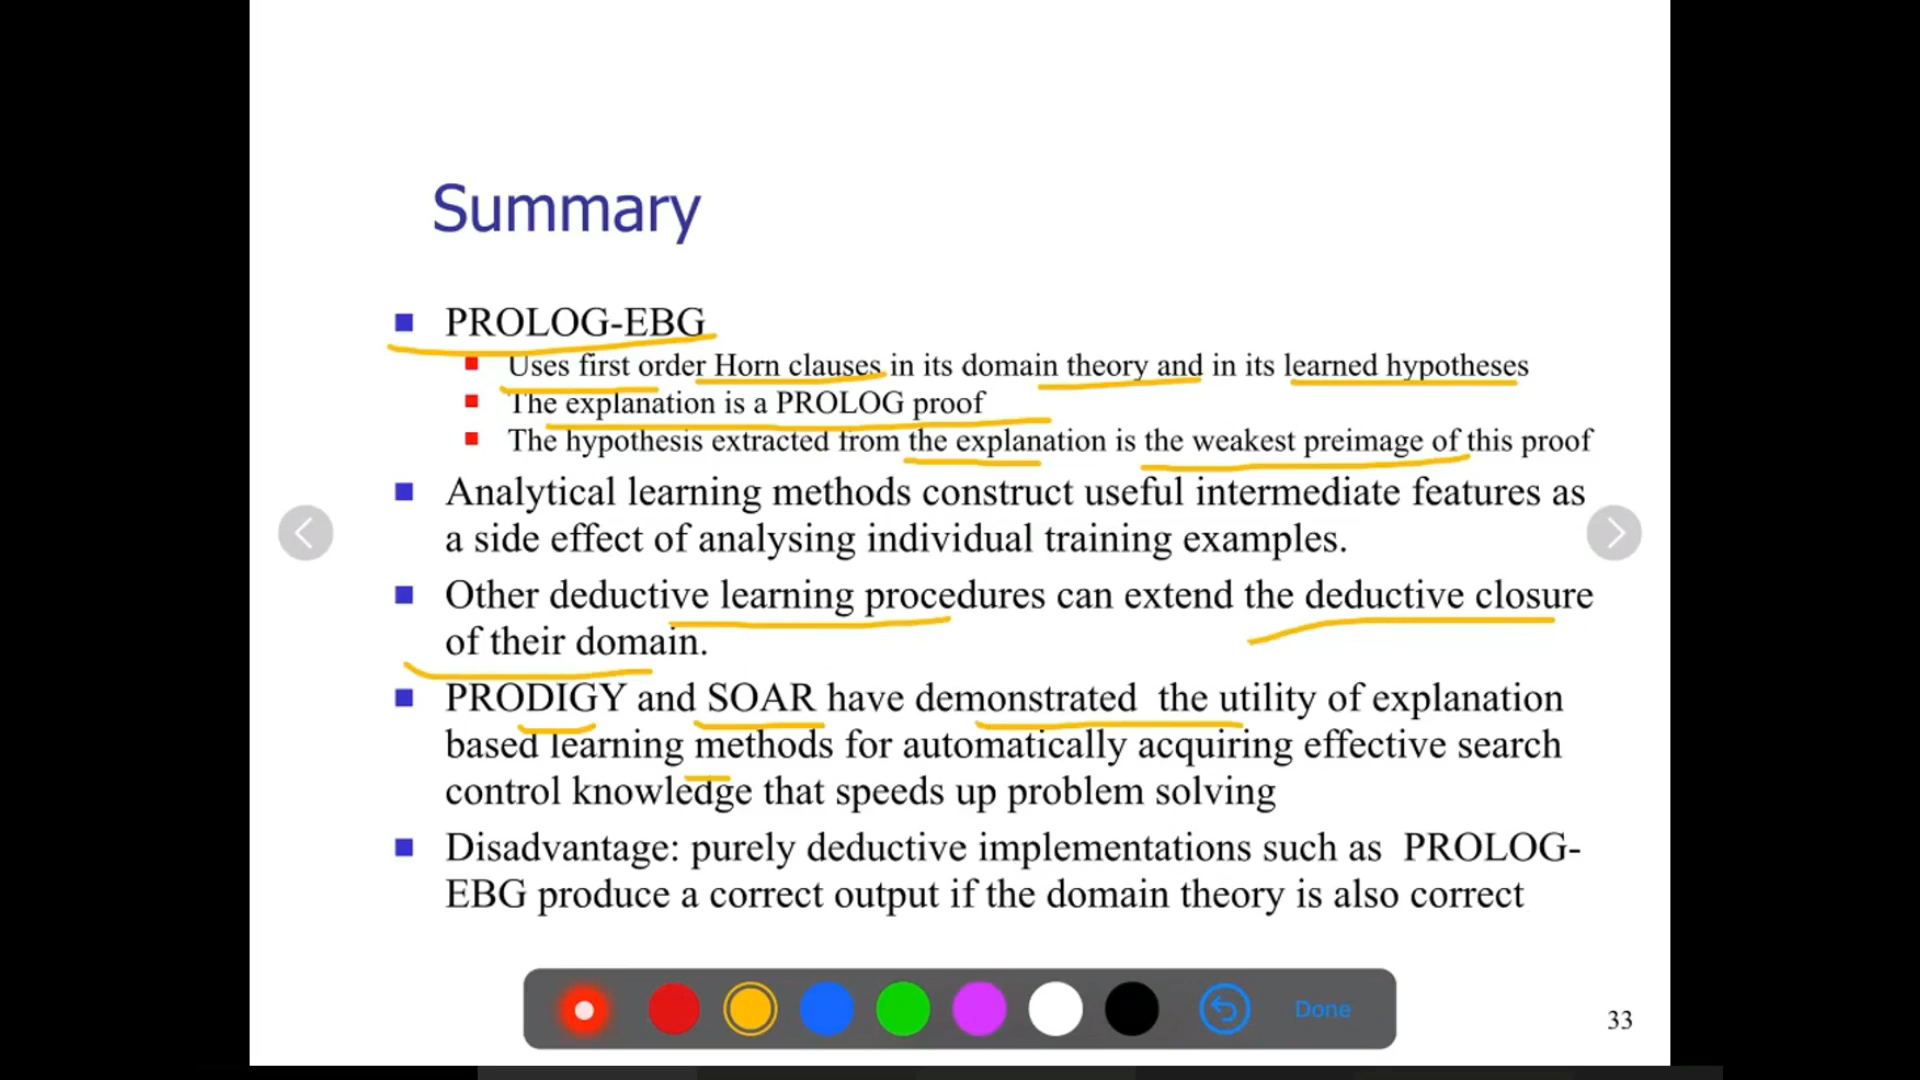 Summary
PROLOG-EBG
Uses first order Horn clauses in its domain theory and in its learned hypotheses
The explanation is a PROLOG proof
The hypothesis extracted from the explanation is the weakest preimage of this proof
Analytical learning methods construct useful intermediate features as
a side effect of analysing individual training examples.
Other deductive learning procedures can extend the deductive closure
of their domain.
PRODIGY and SOAR have demonstrated the utility of explanation
based learning methods for automatically acquiring effective search
control knowledge that speeds up problem solving
Disadvantage: purely deductive implementations such as PROLOG-
EBG produce a correct output if the domain theory is also correct
Done
33